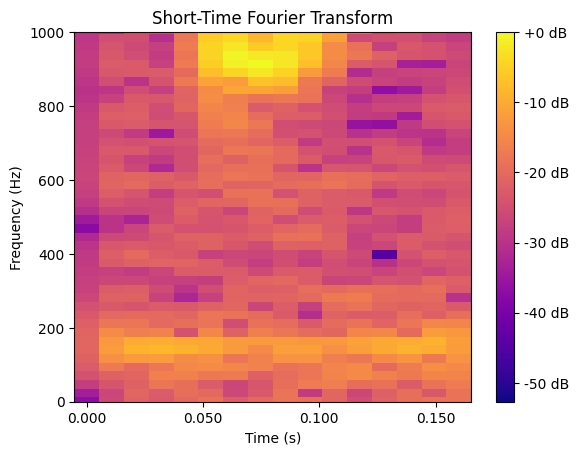 Short-Time Fourier Transform
1000
800
600
400
200
0
Frequency (Hz)
0.000
0.050
0.100
0.150
Time (s)
+0 dB
-10 dB
-20 dB
-30 dB
-40 dB
-50 dB